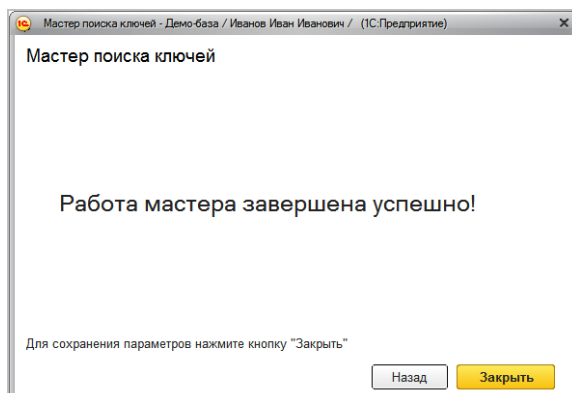 1С Мастер поиска ключей - Демо-база / Иванов Иван Иванович / (1С:Предприятие)
Мастер поиска ключей
Работа мастера завершена успешно!
Для сохранения параметров нажмите кнопку "Закрыть"
Назад Закрыть